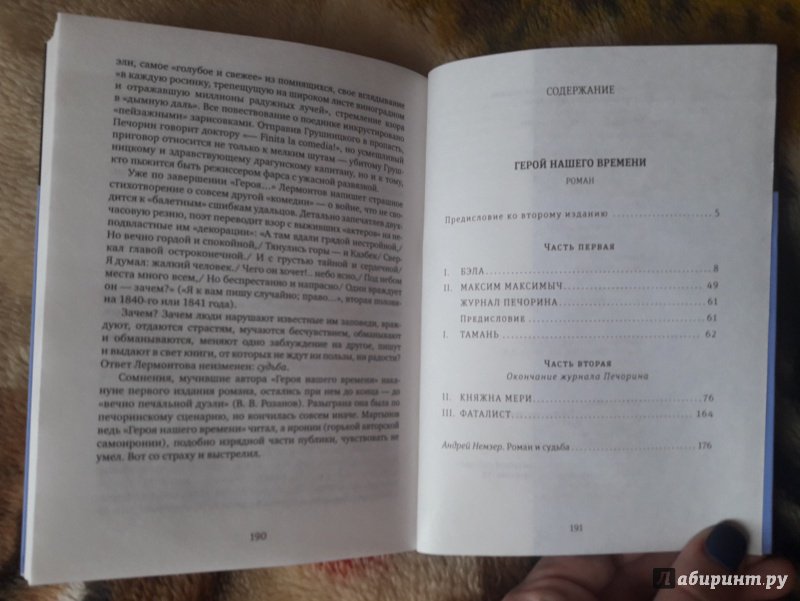 эли, самое «голубое и свежее» из помнящихся, свое вглядывание
«в каждую росинку, трепещущую на широком листе виноградном
и отражавшую миллионы радужных лучей», стремление взора
в «дымную даль». Все повествование о поединке инкрустировано
«пейзажными» зарисовками. Отправив Грушницкого в пропасть,
Печорин говорит доктору «— Finita la comedia!», но усмешливый
приговор относится не только к мелким шутам — убитому Груш-
ницкому и здравствующему драгунскому капитану, но и к тому,
кто пыжится быть режиссером фарса с ужасной развязкой.
Уже по завершении «Героя...» Лермонтов напишет страшное
стихотворение о совсем другой «комедии» — о войне, что не сво-
дится к «балетным» сшибкам удальцов. Детально запечатлев двух-
часовую резню, поэт переводит взор с выживших «актеров» на не-
подвластные им «декорации»: «А там вдали грядой нестройной,/
Но вечно гордой и спокойной,/ Тянулись горы — и Казбек/ Свер-
кал главой остроконечной./ И с грустью тайной и сердечной/
Я думал: жалкий человек./ Чего он хочет!.. небо ясно,/ Под небом
места много всем,/ Но беспрестанно и напрасно/ Один враждует
он — зачем?» («Я к вам пишу случайно; право...», вторая полови-
на 1840-го или 1841 года).
Зачем? Зачем люди нарушают известные им заповеди, враж-
дуют, отдаются страстям, мучаются бесчувствием, обманывают
и обманываются, меняют одно заблуждение на другое, пишут
и выдают в свет книги, от которых не ждут ни пользы, ни радости?
Ответ Лермонтова неизменен: судьба.
Сомнения, мучившие автора «Героя нашего времени» нака-
нуне первого издания романа, остались при нем до конца — до
«вечно печальной дуэли» (В. В. Розанов). Разыграна она была по
печоринскому сценарию, но кончилась совсем иначе. Мартынов
ведь «Героя нашего времени» читал, а иронии (горькой авторской
самоиронии), подобно изрядной части публики, чувствовать не
умел. Вот со страху и выстрелил.
190
СОДЕРЖАНИЕ
ГЕРОЙ НАШЕГО ВРЕМЕНИ
РОМАН
Предисловие ко второму изданию ........ 5
Часть первая
I. БЭЛА ........ 8
II. МАКСИМ МАКСИМЫЧ ........ 49
ЖУРНАЛ ПЕЧОРИНА ........ 61
Предисловие ........ 61
I. ТАМАНЬ ........ 62
Часть вторая
Окончание журнала Печорина
II. КНЯЖНА МЕРИ ........ 76
III. ФАТАЛИСТ ........ 164
Андрей Немзер. Роман и судьба ........ 176
191
Лабиринт.ру